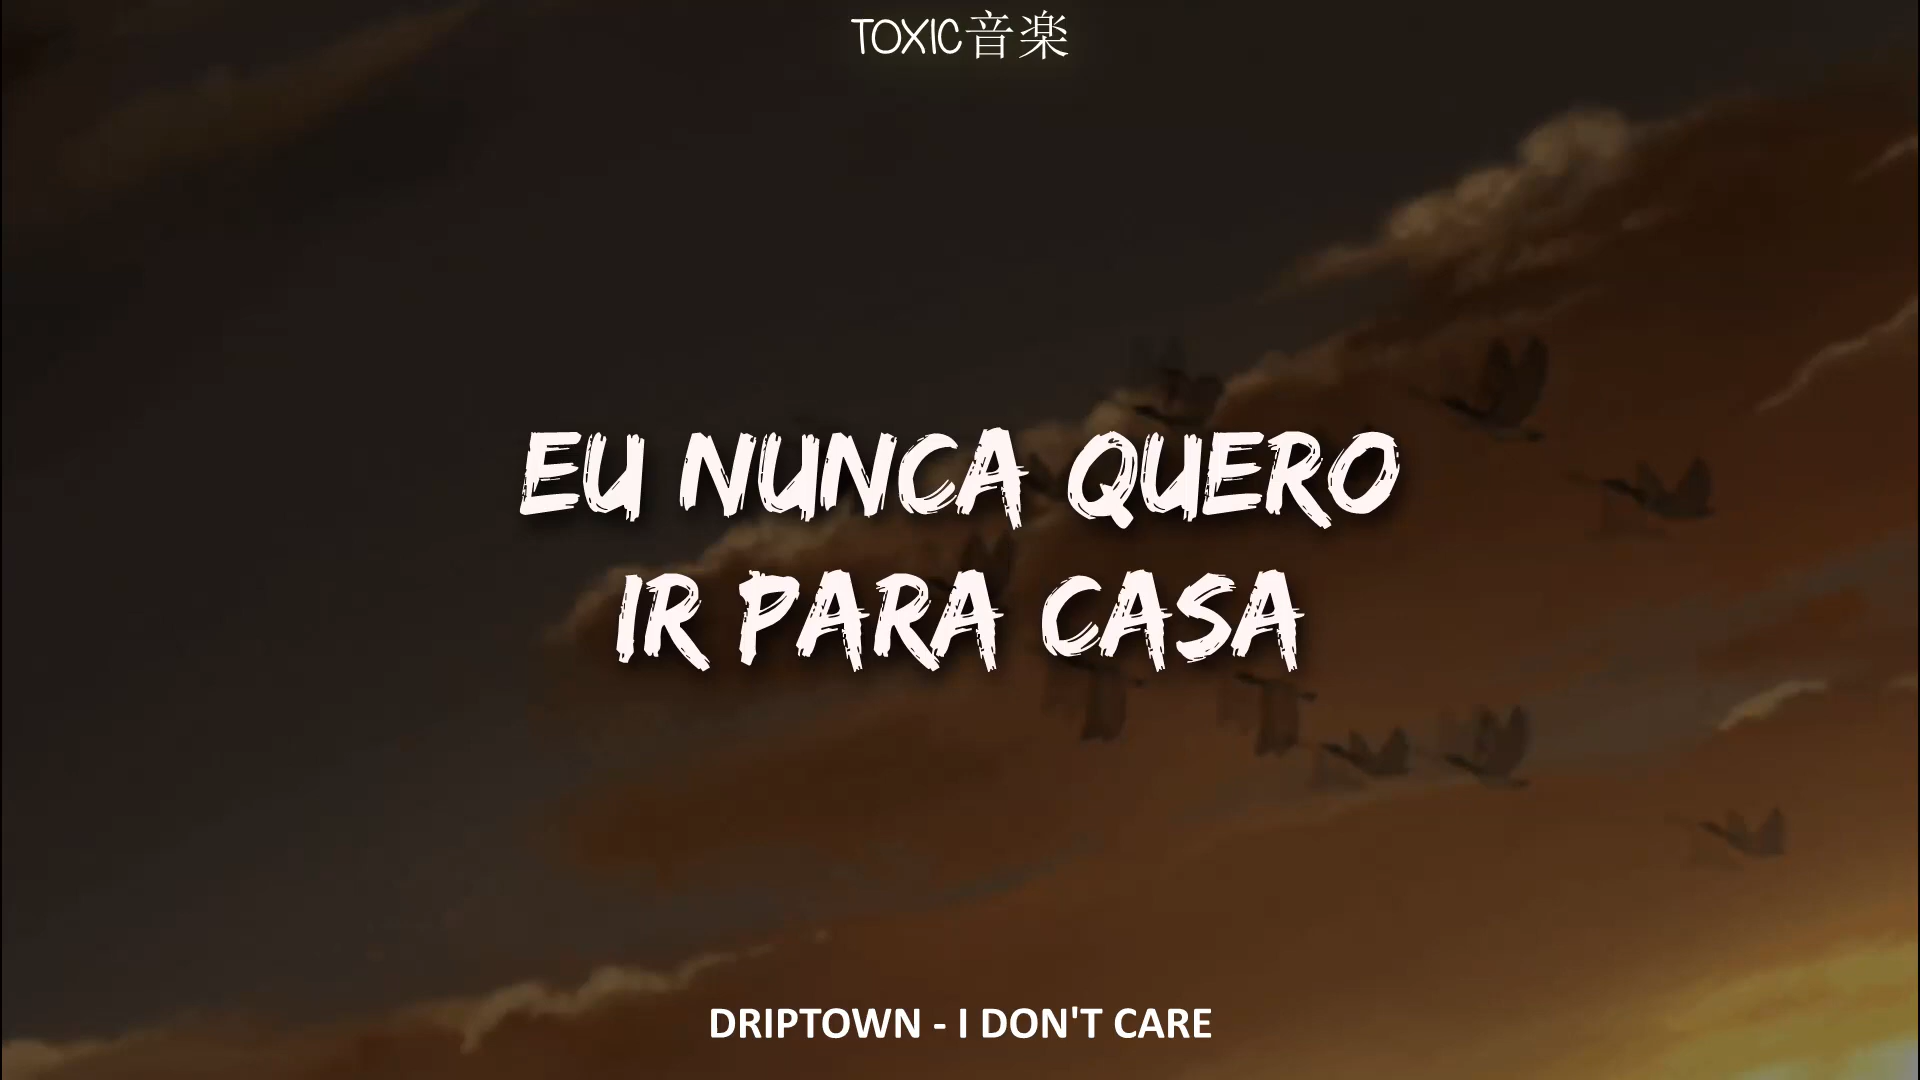 TOXIC音楽
EU NUNCA QUERO
IR PARA CASA
DRIPTOWN - I DON'T CARE